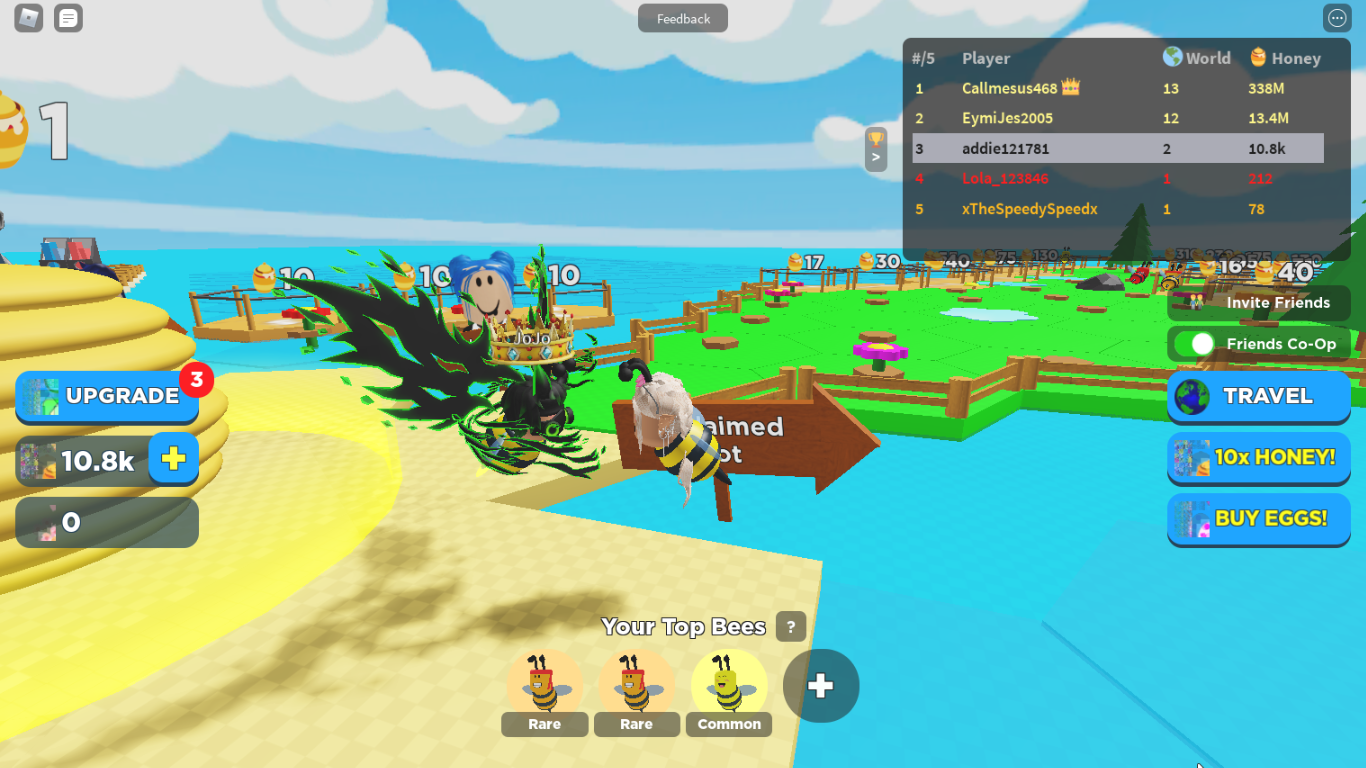 Feedback
#/5 Player World Honey
1 Callmesus468 13 338M
2 EymiJes2005 12 13.4M
3 addie121781 2 10.8k
4 Lola_123846 1 212
5 xTheSpeedySpeedx 1 78
1
>
10 10 10 17 30 40 75 130
40
JoJo
Invite Friends
Friends Co-Op
UPGRADE 3
TRAVEL
aimed
ot
10.8k
10x HONEY!
0
BUY EGGS!
Your Top Bees ?
Rare Rare Common